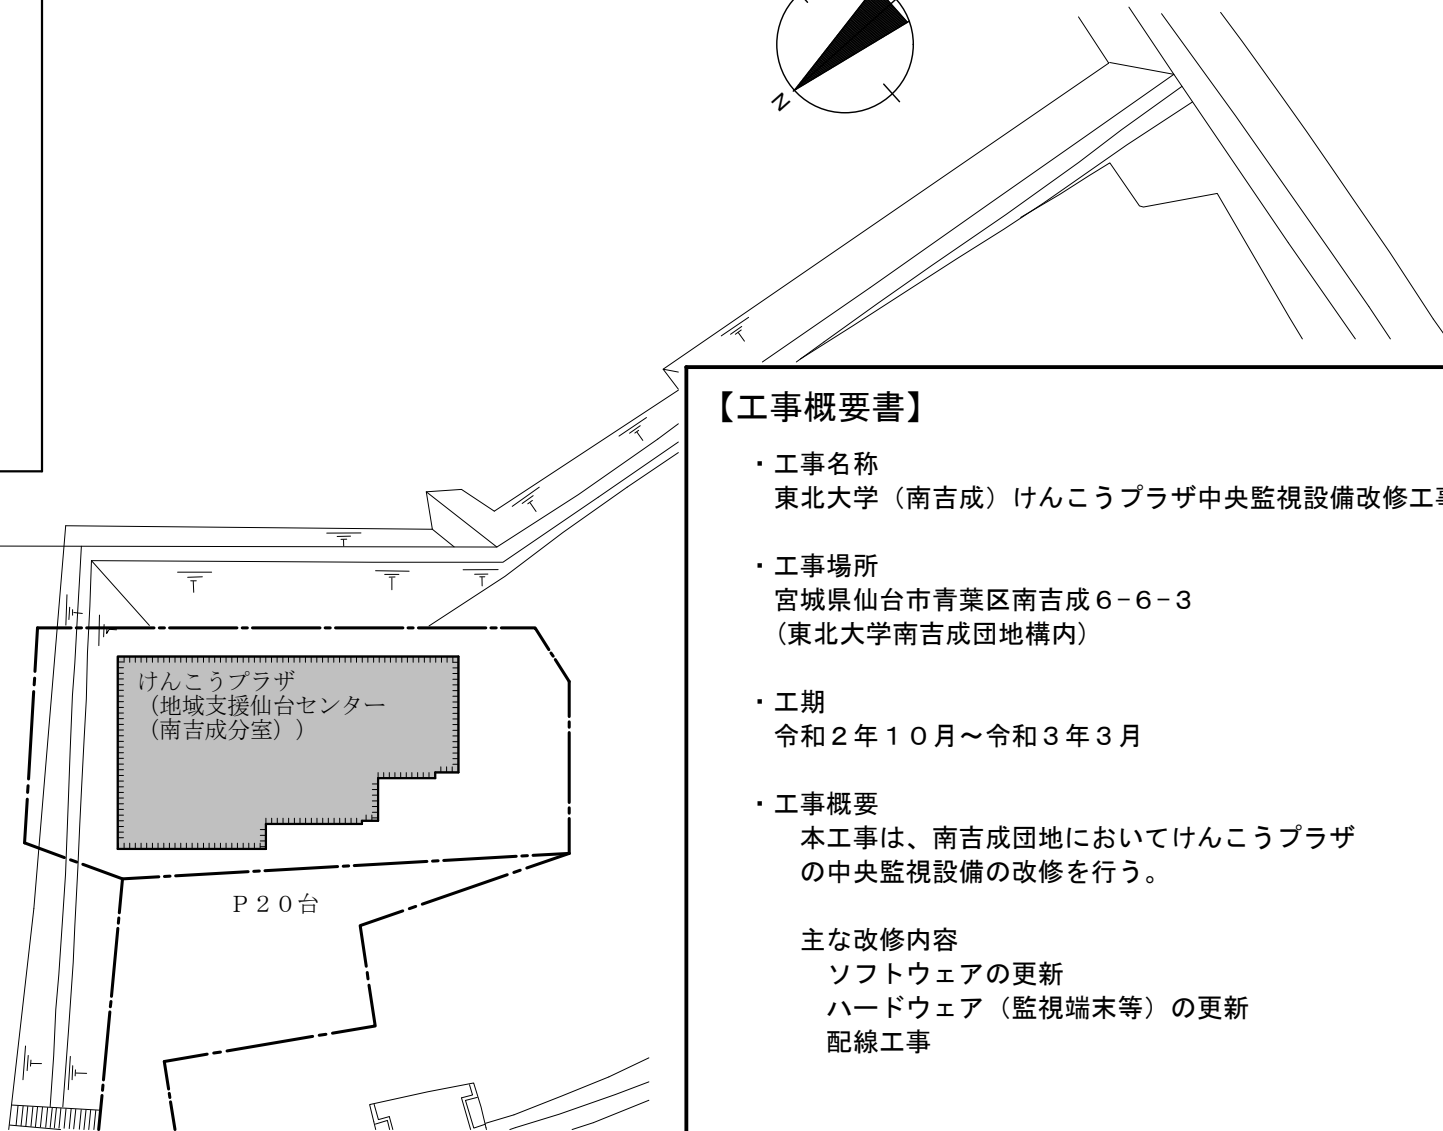 N
【工事概要書】
・工事名称
東北大学（南吉成）けんこうプラザ中央監視設備改修工
・工事場所
宮城県仙台市青葉区南吉成６−６−３
（東北大学南吉成団地構内）
・工期
令和２年１０月～令和３年３月
・工事概要
本工事は、南吉成団地においてけんこうプラザ
の中央監視設備の改修を行う。
主な改修内容
ソフトウェアの更新
ハードウェア（監視端末等）の更新
配線工事
けんこうプラザ
（地域支援仙台センター
（南吉成分室））
Ｐ２０台